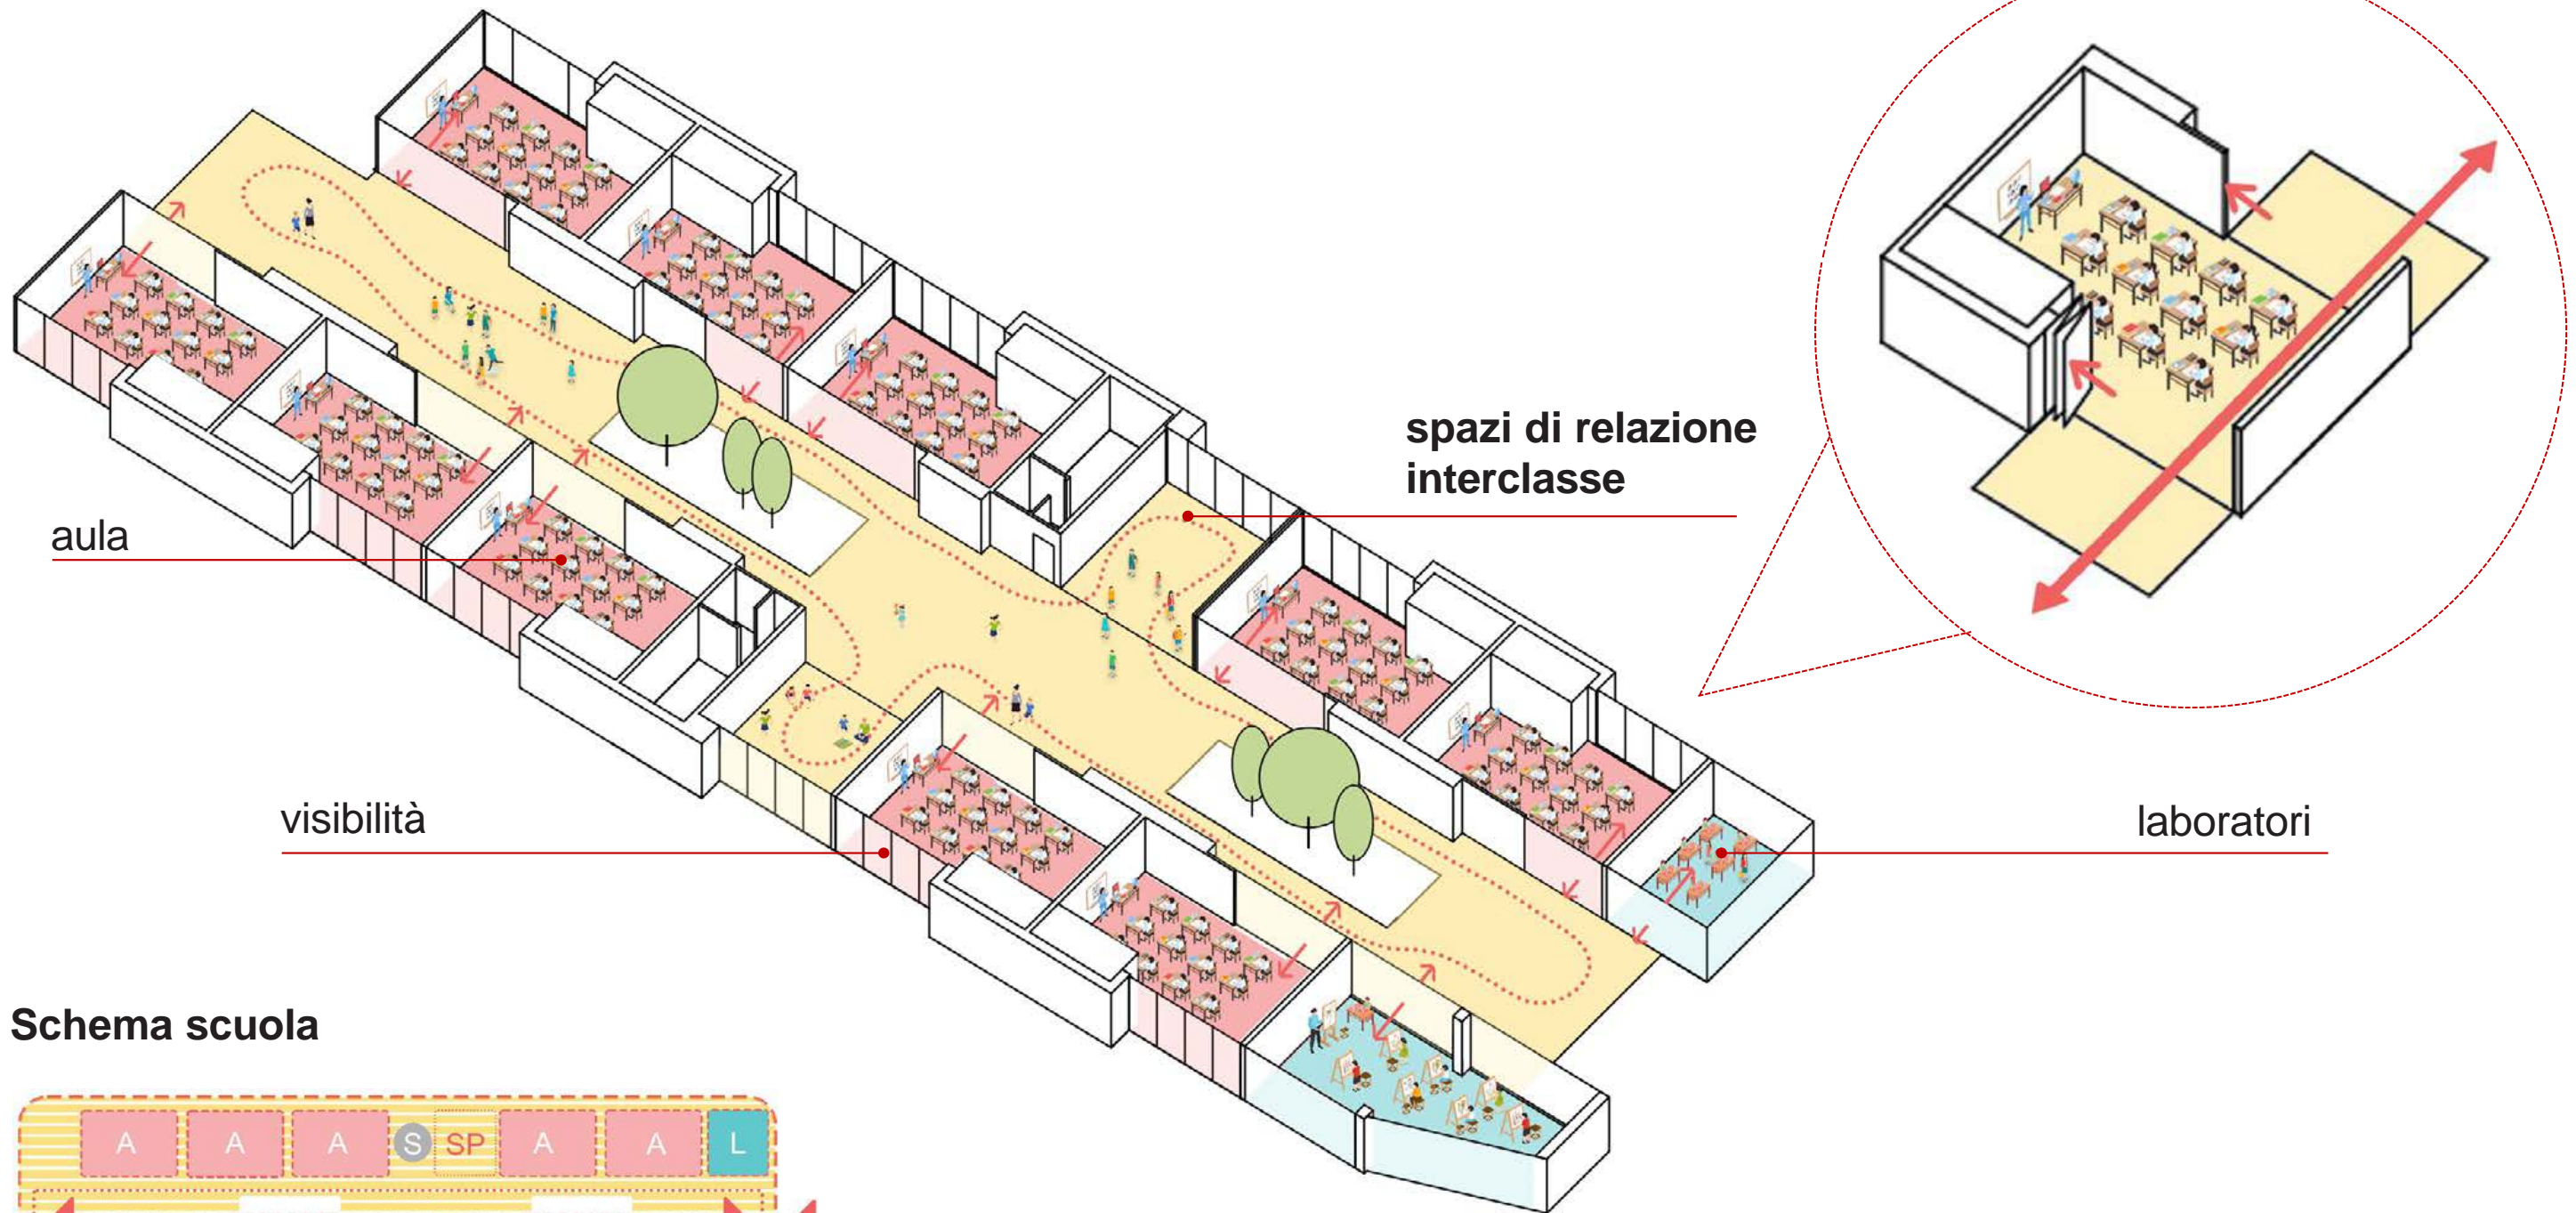 spazi di relazione
interclasse
aula
visibilità
laboratori
Schema scuola
A A A S SP A A L